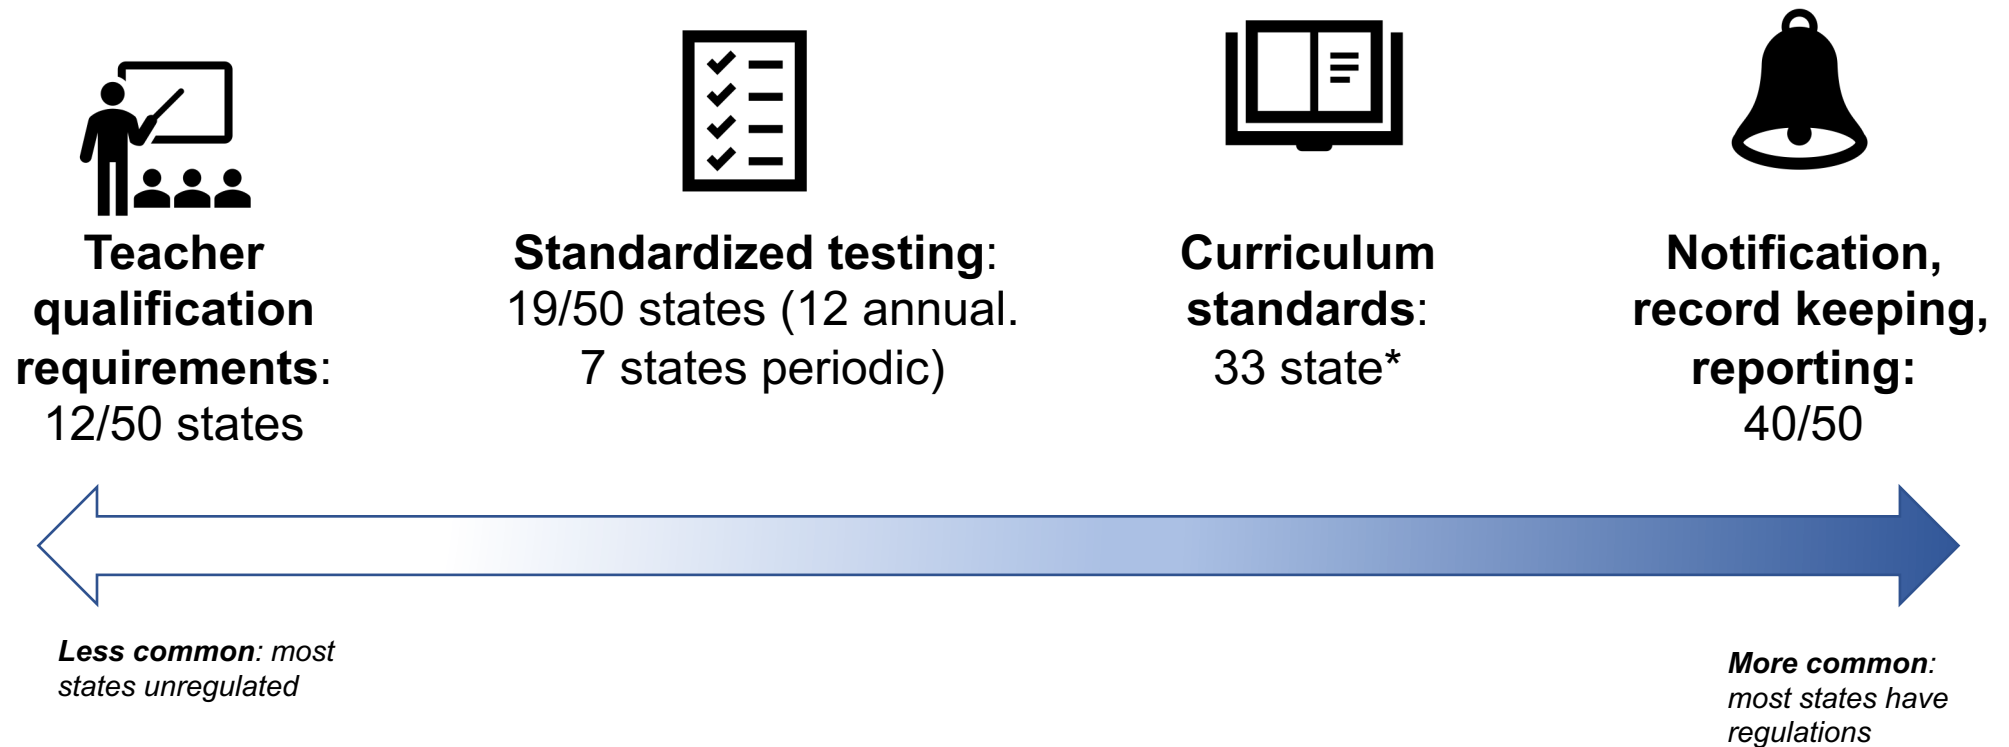 Teacher
qualification
requirements:
12/50 states
Standardized testing:
19/50 states (12 annual.
7 states periodic)
Curriculum
standards:
33 state*
Notification,
record keeping,
reporting:
40/50
Less common: most
states unregulated
More common:
most states have
regulations